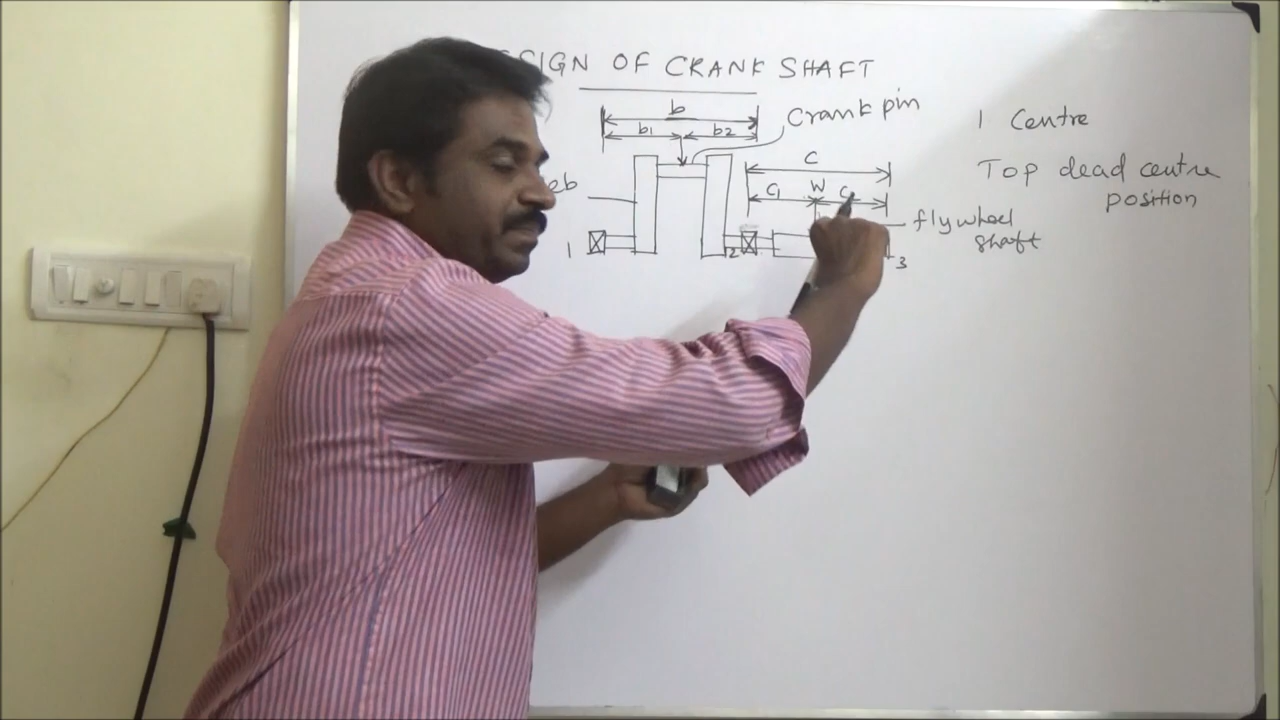 SIGN OF CRANK SHAFT
b
Crank pin
b1 b2
1 Centre
C
Top dead centre
position
C1 W C
eb
flywheel
shaft
1 2 3